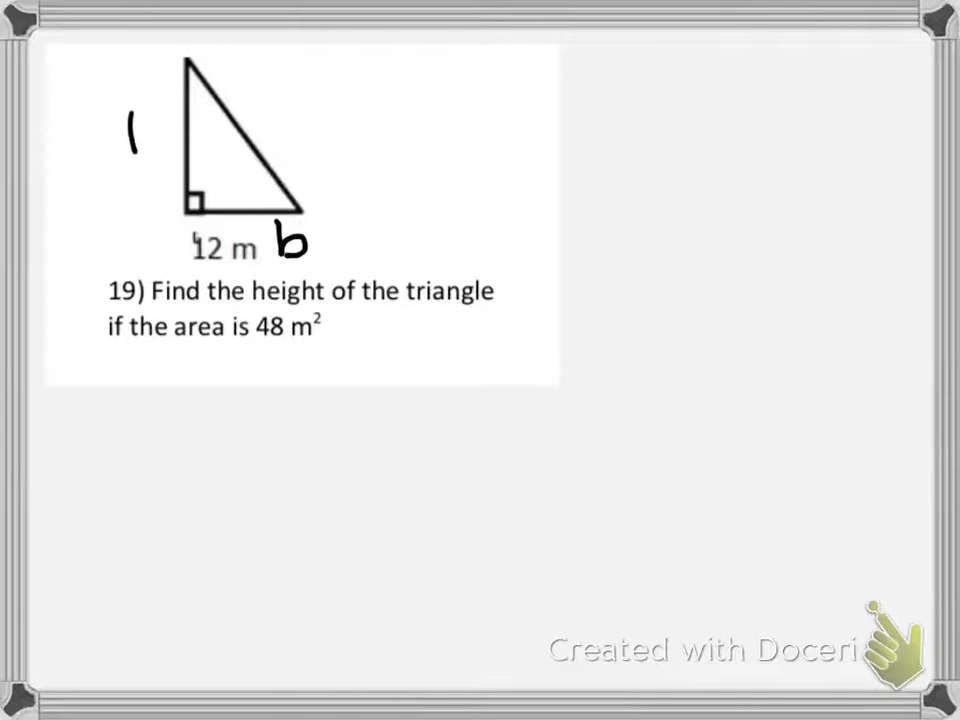 12 m b
19) Find the height of the triangle
if the area is 48 m²
Created with Doceri